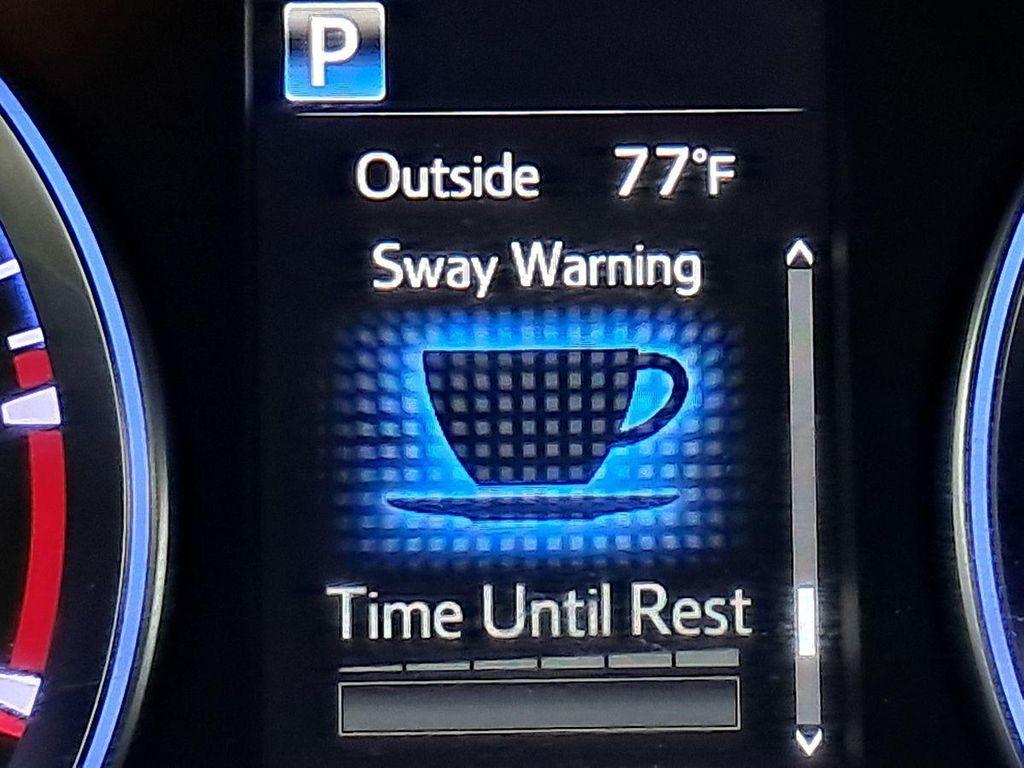 P
Outside 77°F
Sway Warning
Time Until Rest